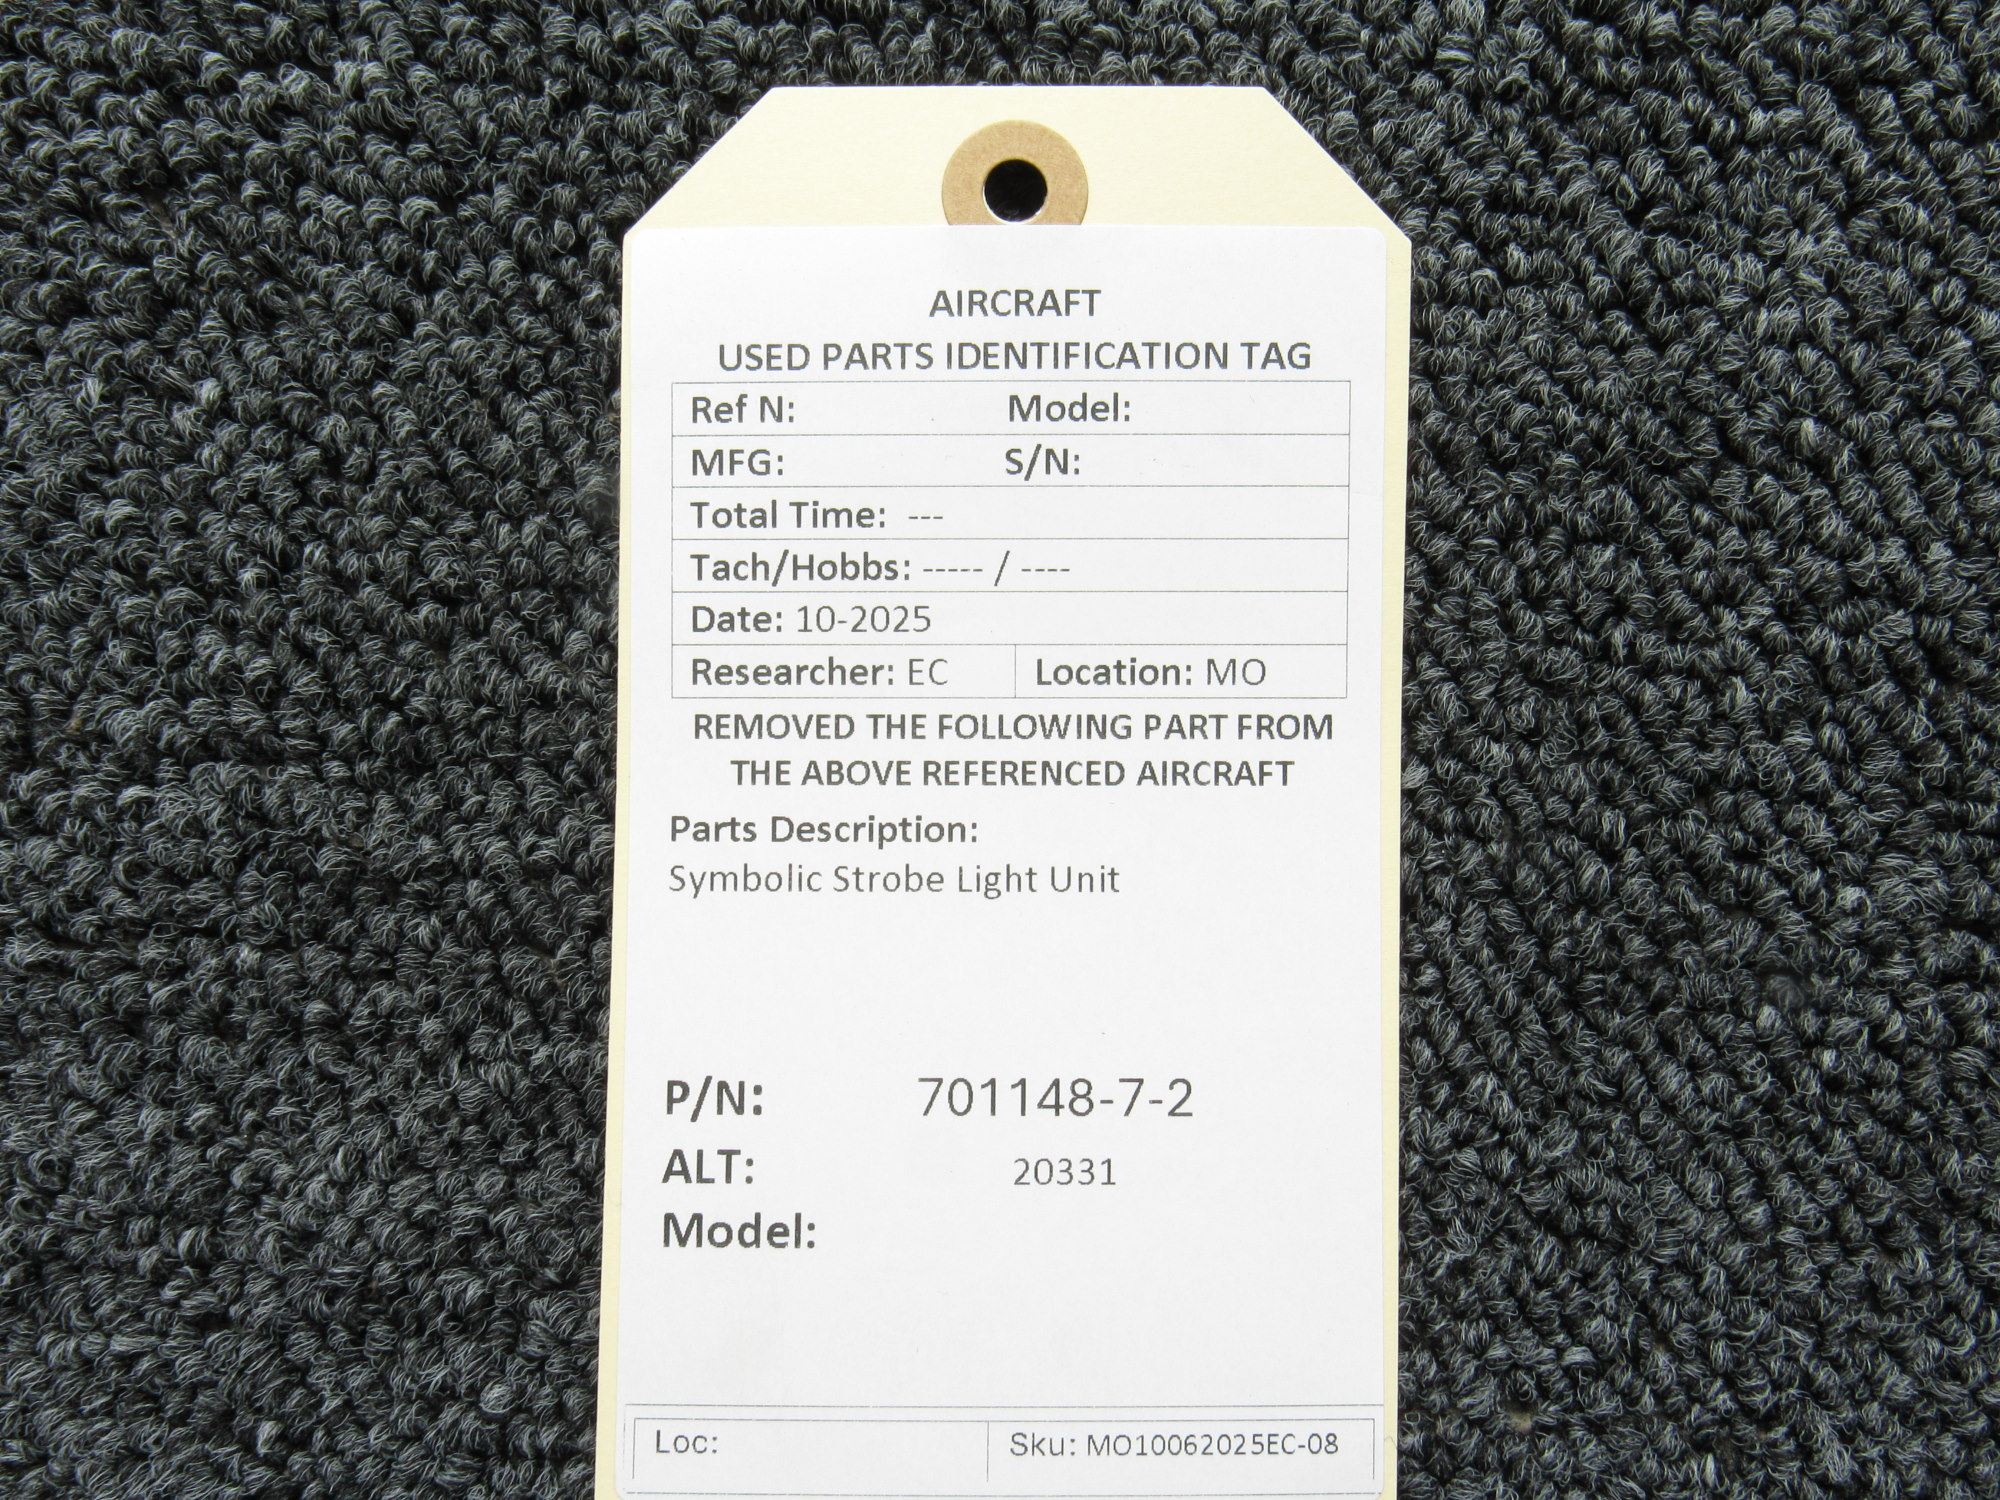 AIRCRAFT
USED PARTS IDENTIFICATION TAG
Ref N: Model:
MFG: S/N:
Total Time: ---
Tach/Hobbs: ----- / ----
Date: 10-2025
Researcher: EC Location: MO
REMOVED THE FOLLOWING PART FROM
THE ABOVE REFERENCED AIRCRAFT
Parts Description:
Symbolic Strobe Light Unit
P/N: 701148-7-2
ALT: 20331
Model:
Loc: Sku: MO10062025EC-08